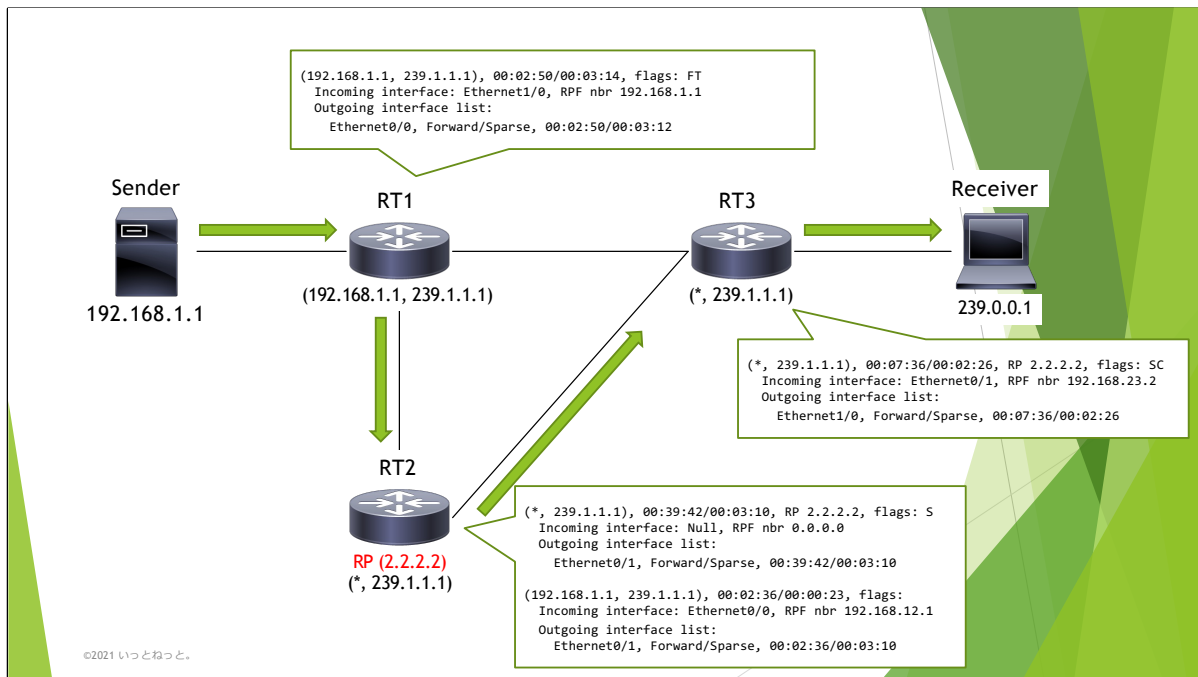 (192.168.1.1, 239.1.1.1), 00:02:50/00:03:14, flags: FT
Incoming interface: Ethernet1/0, RPF nbr 192.168.1.1
Outgoing interface list:
Ethernet0/0, Forward/Sparse, 00:02:50/00:03:12
Sender
RT1
RT3
Receiver
192.168.1.1
(192.168.1.1, 239.1.1.1)
(*, 239.1.1.1)
239.0.0.1
(*, 239.1.1.1), 00:07:36/00:02:26, RP 2.2.2.2, flags: SC
Incoming interface: Ethernet0/1, RPF nbr 192.168.23.2
Outgoing interface list:
Ethernet1/0, Forward/Sparse, 00:07:36/00:02:26
RT2
RP (2.2.2.2)
(*, 239.1.1.1)
(*, 239.1.1.1), 00:39:42/00:03:10, RP 2.2.2.2, flags: S
Incoming interface: Null, RPF nbr 0.0.0.0
Outgoing interface list:
Ethernet0/1, Forward/Sparse, 00:39:42/00:03:10
(192.168.1.1, 239.1.1.1), 00:02:36/00:00:23, flags:
Incoming interface: Ethernet0/0, RPF nbr 192.168.12.1
Outgoing interface list:
Ethernet0/1, Forward/Sparse, 00:02:36/00:03:10
©2021 いっとねっと。